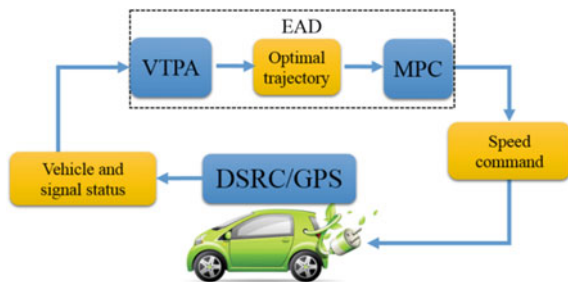 EAD
VTPA
Optimal
trajectory
MPC
Speed
command
Vehicle and
signal status
DSRC/GPS